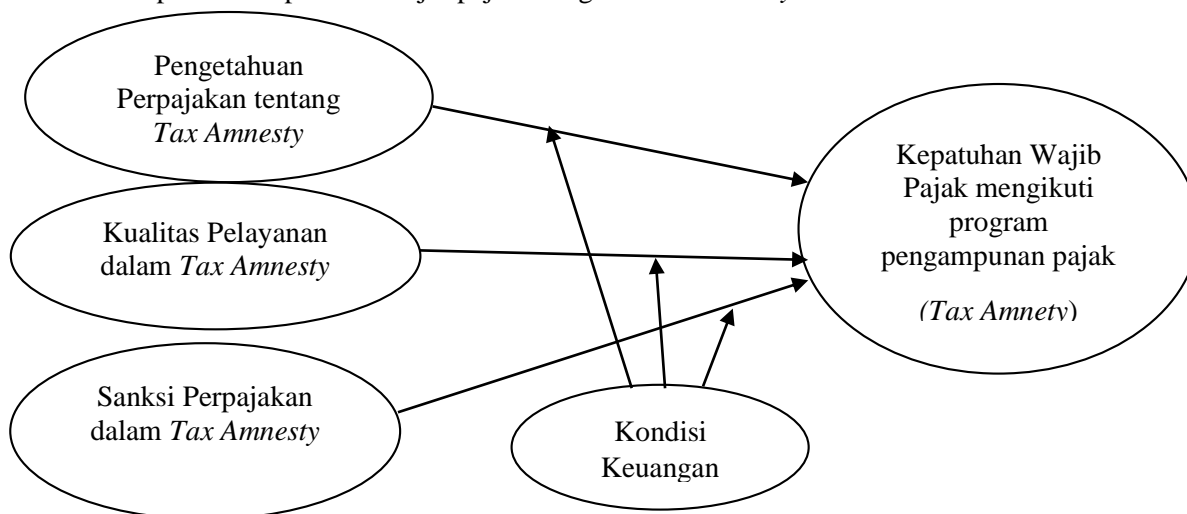 Pengetahuan
Perpajakan tentang
Tax Amnesty
Kualitas Pelayanan
dalam Tax Amnesty
Sanksi Perpajakan
dalam Tax Amnesty
Kondisi
Keuangan
Kepatuhan Wajib
Pajak mengikuti
program
pengampunan pajak
(Tax Amnety)